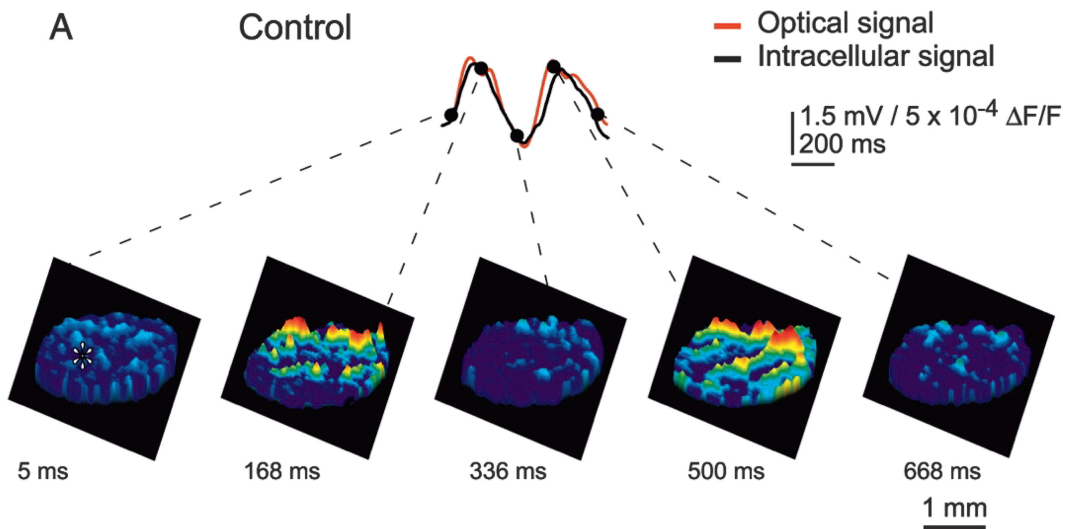 A
Control
Optical signal
Intracellular signal
1.5 mV / 5 x 10⁻⁴ ΔF/F
200 ms
5 ms
168 ms
336 ms
500 ms
668 ms
1 mm